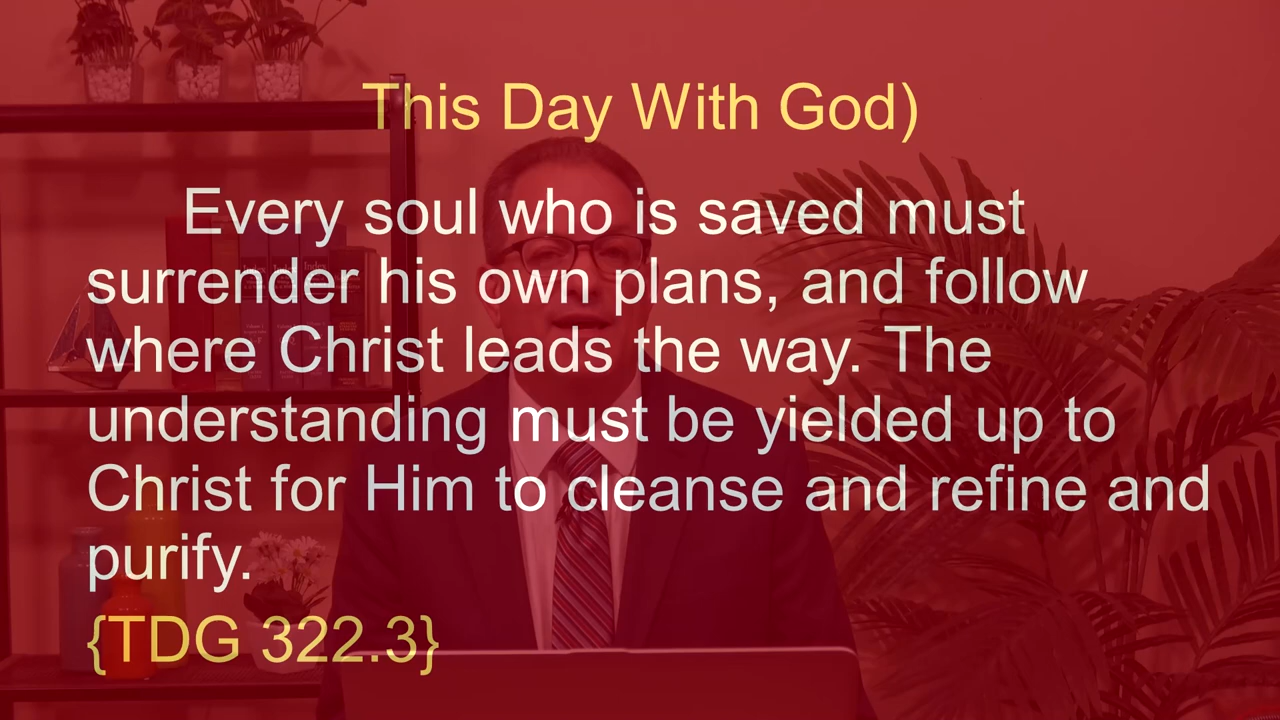 This Day With God)
Every soul who is saved must
surrender his own plans, and follow
where Christ leads the way. The
understanding must be yielded up to
Christ for Him to cleanse and refine and
purify.
{TDG 322.3}